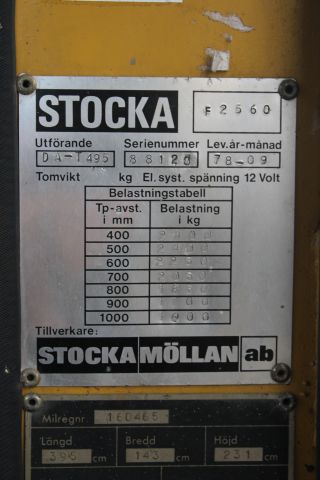 STOCKA F2560
Utförande Serienummer Lev.år-månad
DA-T495 88120 78-09
Tomvikt kg El. syst. spänning 12 Volt
Belastningstabell
Tp-avst. Belastning
i mm i kg
400
500
600
700
800
900
1000
Tillverkare:
STOCKA MÖLLAN ab
Milregnr 160465
Längd Bredd Höjd
395 cm 143 cm 231 cm